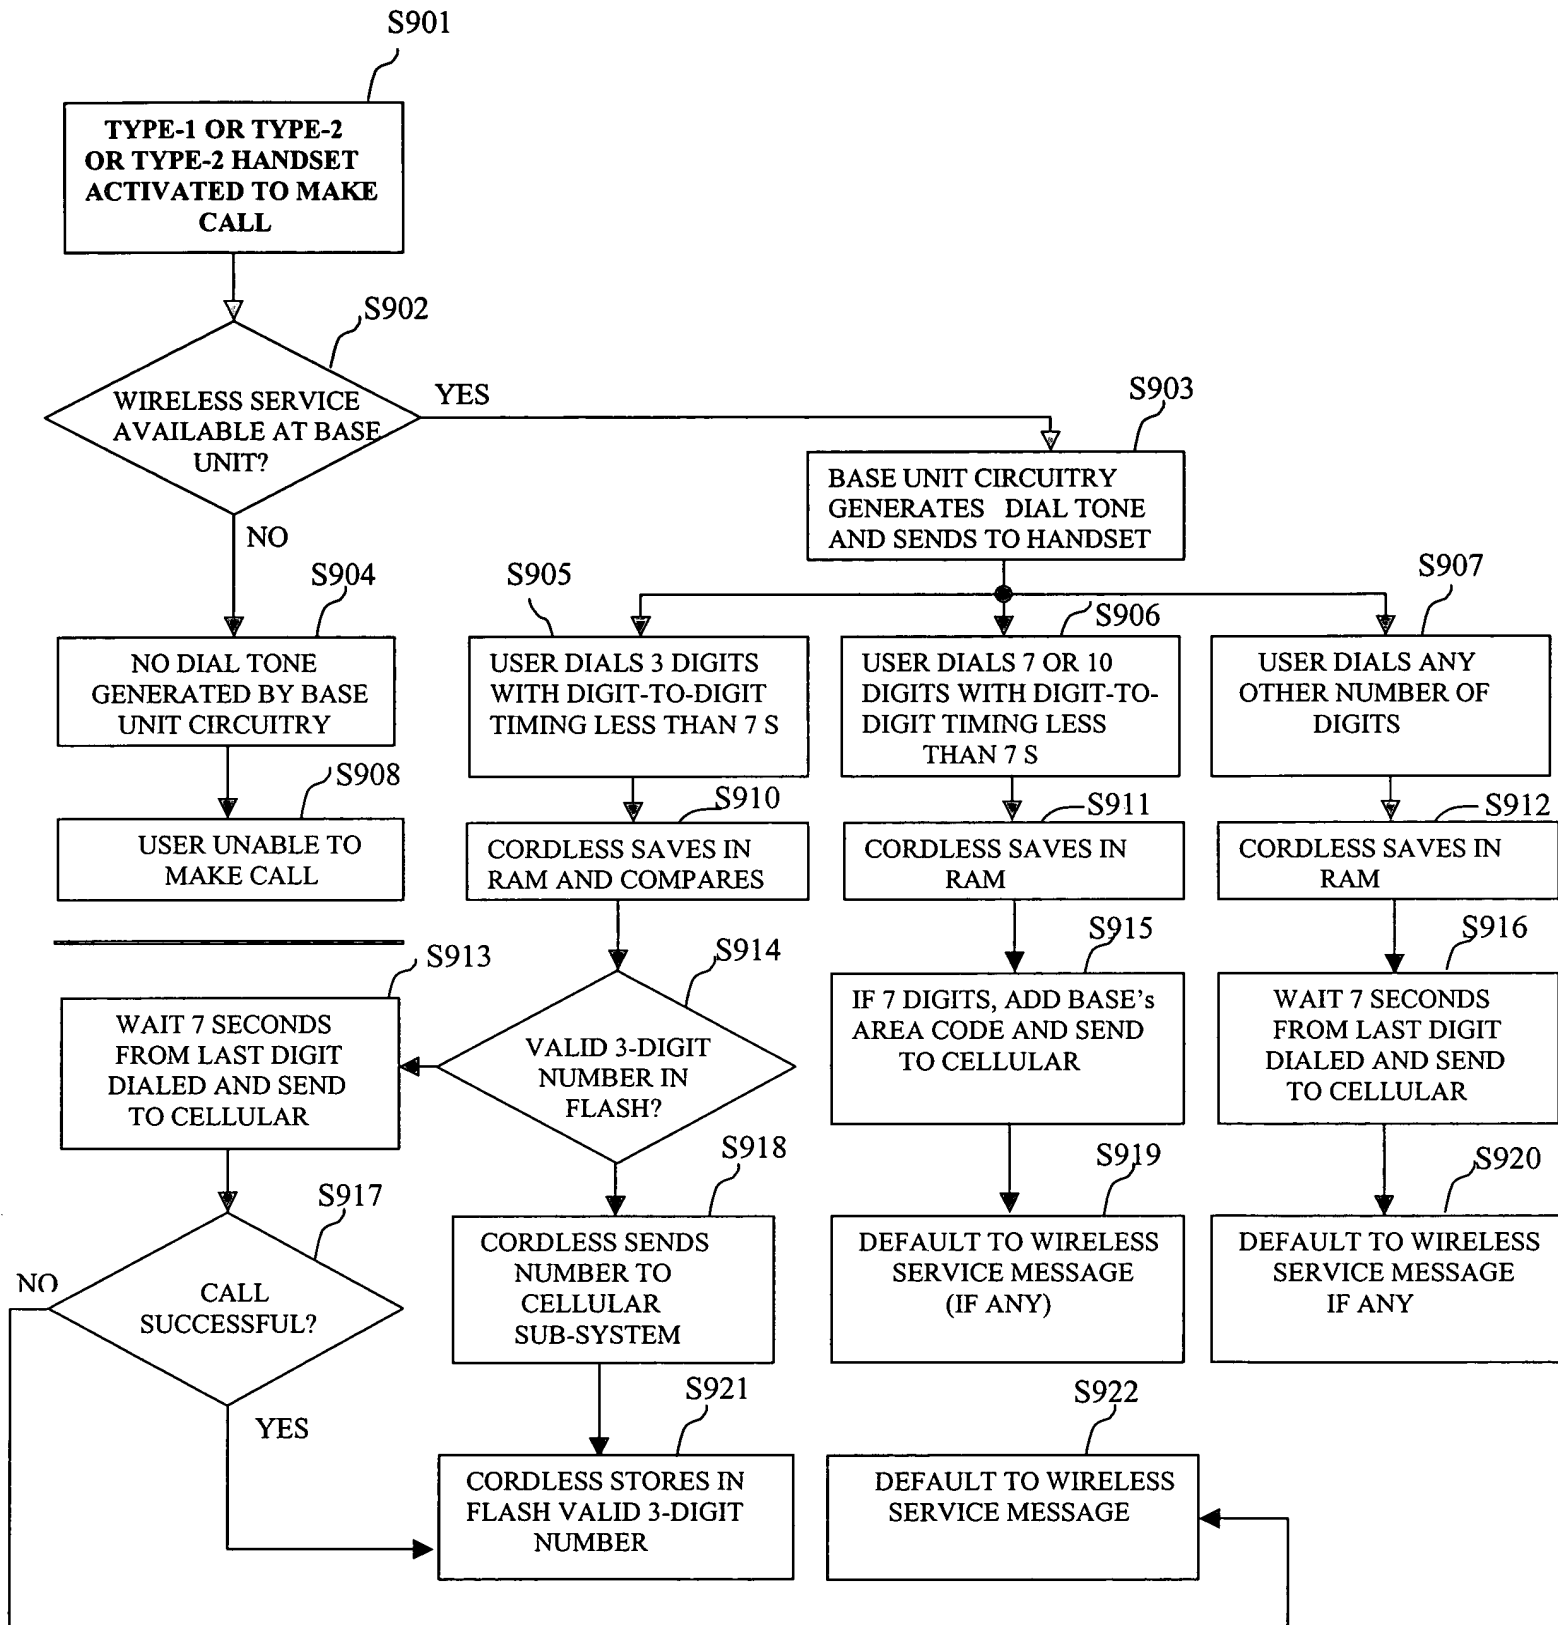 S901
TYPE-1 OR TYPE-2
OR TYPE-2 HANDSET
ACTIVATED TO MAKE
CALL
S902
WIRELESS SERVICE
AVAILABLE AT BASE
UNIT?
YES
NO
S903
BASE UNIT CIRCUITRY
GENERATES DIAL TONE
AND SENDS TO HANDSET
S904
NO DIAL TONE
GENERATED BY BASE
UNIT CIRCUITRY
S905
USER DIALS 3 DIGITS
WITH DIGIT-TO-DIGIT
TIMING LESS THAN 7 S
S906
USER DIALS 7 OR 10
DIGITS WITH DIGIT-TO-
DIGIT TIMING LESS
THAN 7 S
S907
USER DIALS ANY
OTHER NUMBER OF
DIGITS
S908
USER UNABLE TO
MAKE CALL
S910
CORDLESS SAVES IN
RAM AND COMPARES
S911
CORDLESS SAVES IN
RAM
S912
CORDLESS SAVES IN
RAM
S913
WAIT 7 SECONDS
FROM LAST DIGIT
DIALED AND SEND
TO CELLULAR
S914
VALID 3-DIGIT
NUMBER IN
FLASH?
S915
IF 7 DIGITS, ADD BASE's
AREA CODE AND SEND
TO CELLULAR
S916
WAIT 7 SECONDS
FROM LAST DIGIT
DIALED AND SEND
TO CELLULAR
S917
CALL
SUCCESSFUL?
NO
YES
S918
CORDLESS SENDS
NUMBER TO
CELLULAR
SUB-SYSTEM
S919
DEFAULT TO WIRELESS
SERVICE MESSAGE
(IF ANY)
S920
DEFAULT TO WIRELESS
SERVICE MESSAGE
IF ANY
S921
CORDLESS STORES IN
FLASH VALID 3-DIGIT
NUMBER
S922
DEFAULT TO WIRELESS
SERVICE MESSAGE